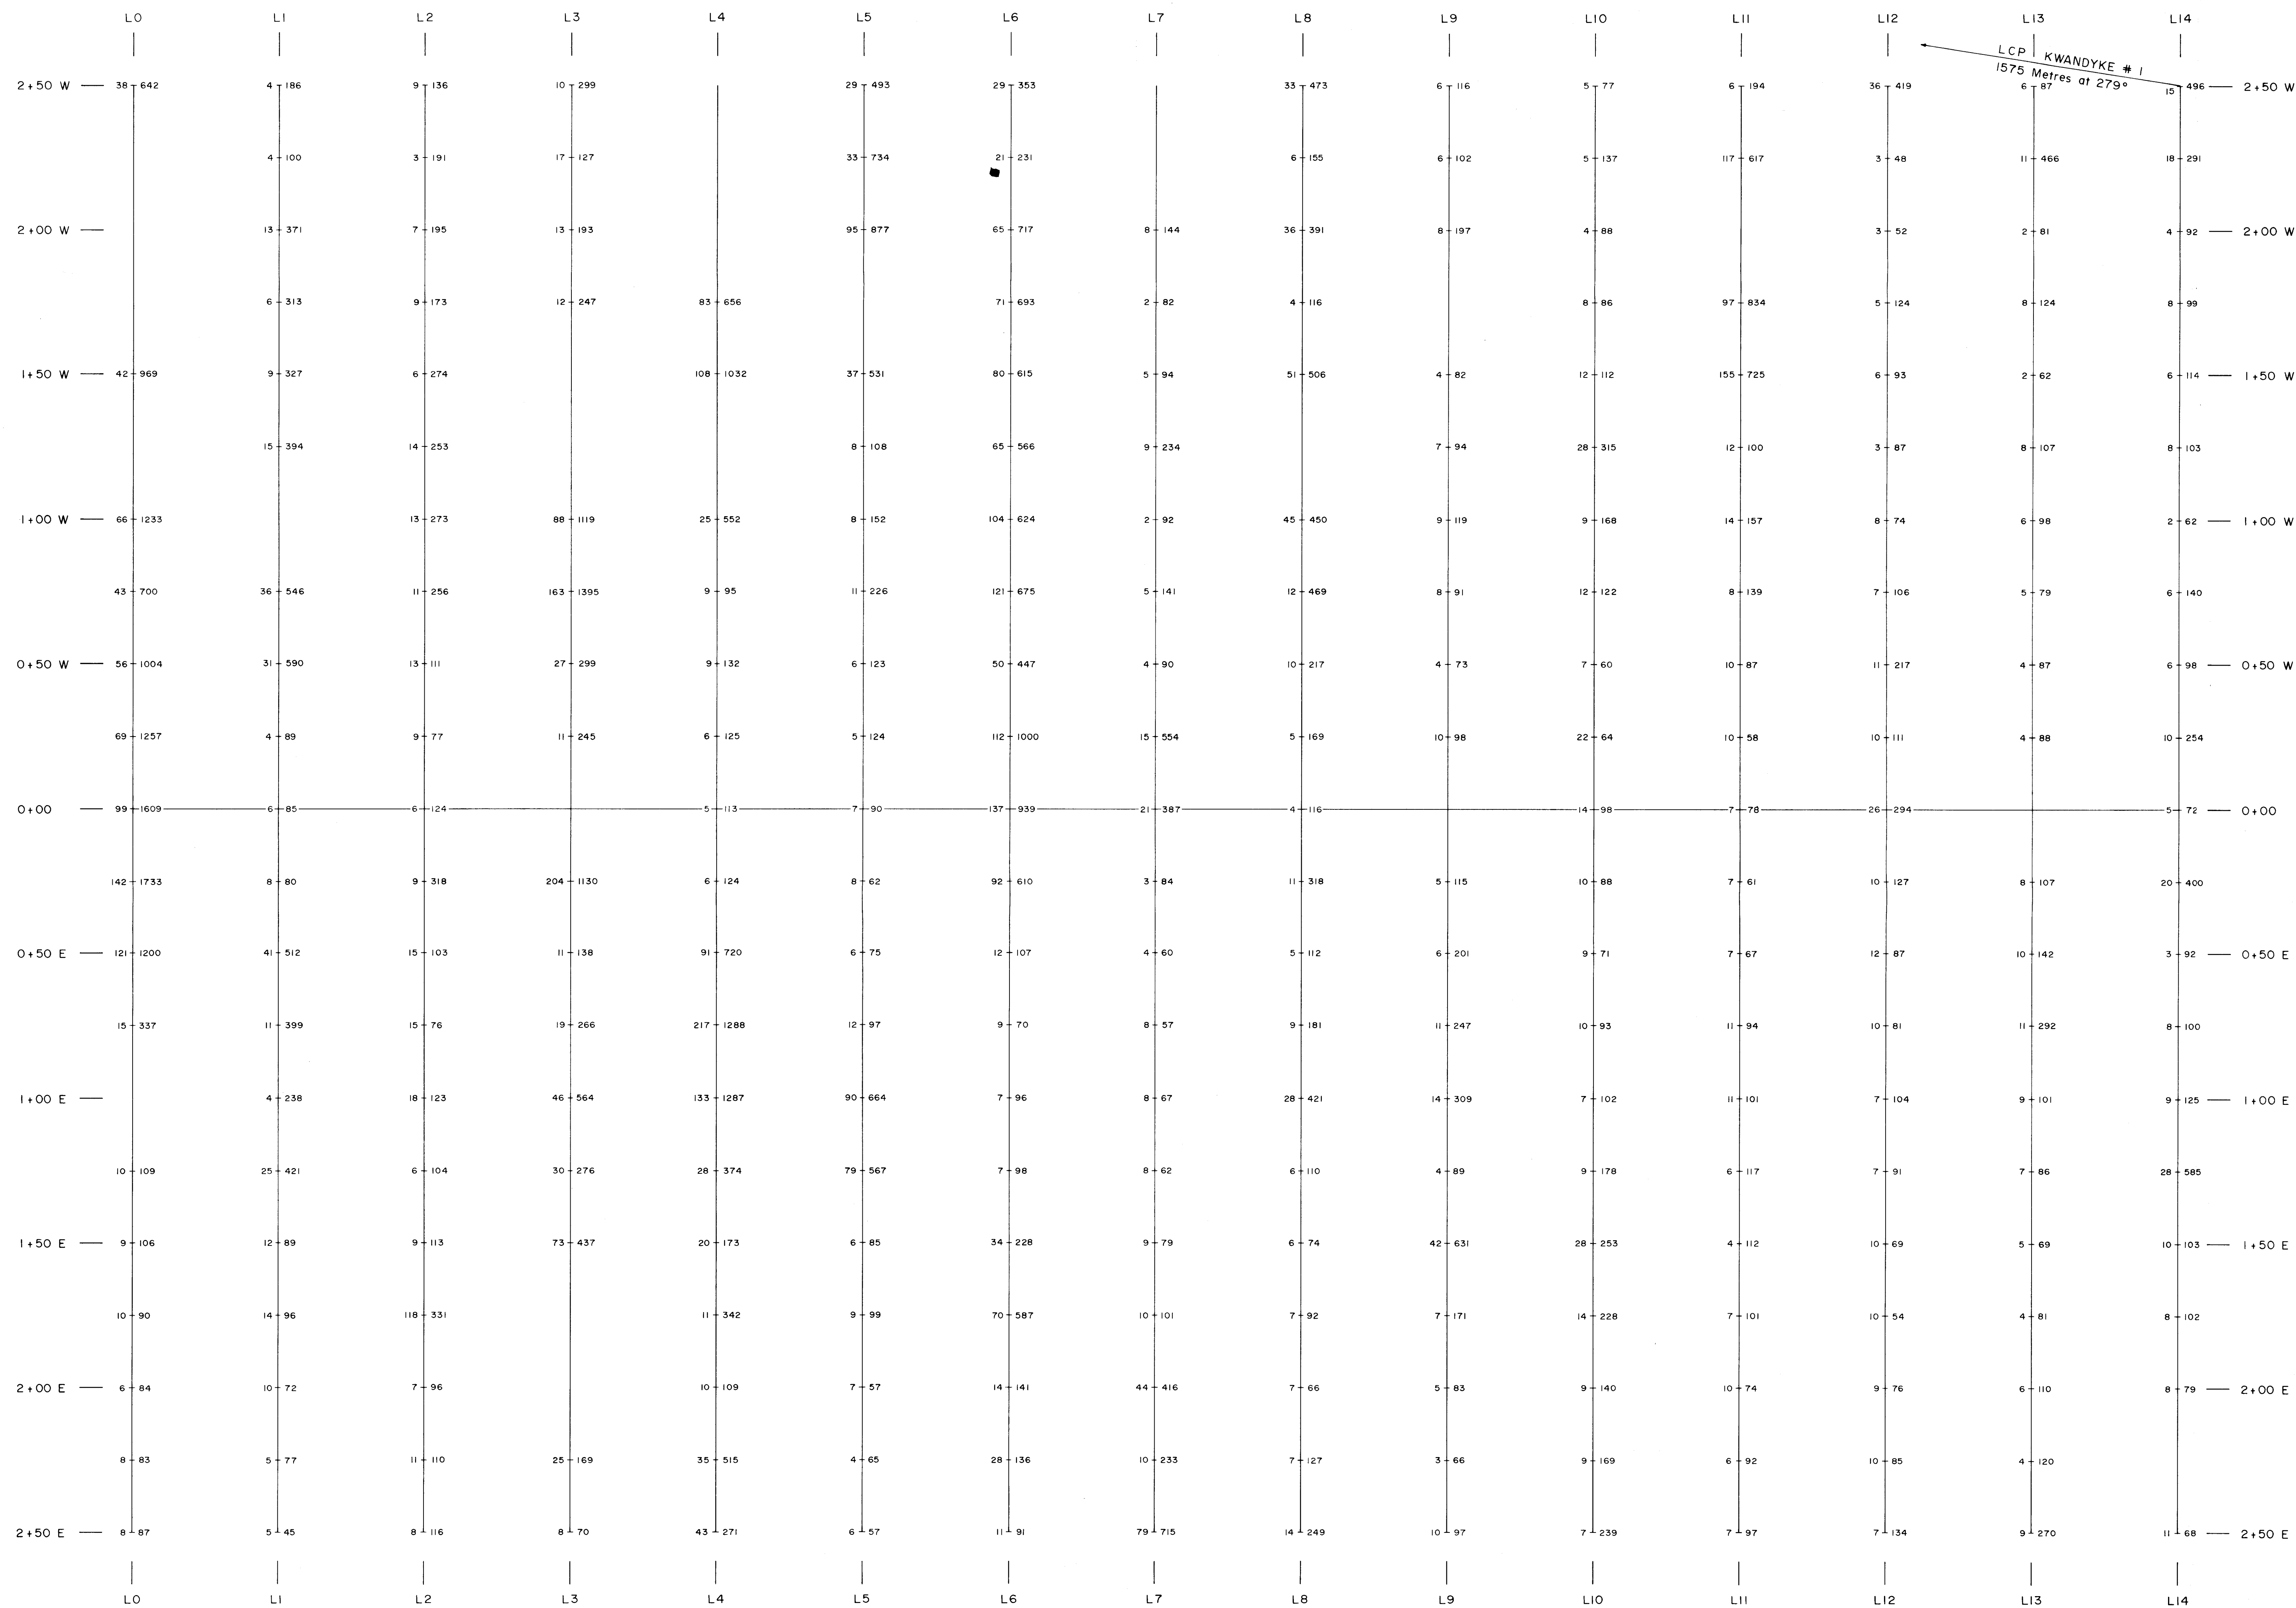 L0 L1 L2 L3 L4 L5 L6 L7 L8 L9 L10 L11 L12 L13 L14
LCP KWANDYKE # 1
1575 Metres at 279°
2+50 W 38 642 4 186 9 136 10 299 29 493 29 353 33 473 6 116 5 77 6 194 36 419 6 87 15 496 2+50 W
4 100 3 191 17 127 33 734 21 231 6 155 6 102 5 137 117 617 3 48 11 466 18 291
2+00 W 13 371 7 195 13 193 95 877 65 717 8 144 36 391 8 197 4 88 3 52 2 81 4 92 2+00 W
6 313 9 173 12 247 83 656 71 693 2 82 4 116 8 86 97 834 5 124 8 124 8 99
1+50 W 42 969 9 327 6 274 108 1032 37 531 80 615 5 94 51 506 4 82 12 112 155 725 6 93 2 62 6 114 1+50 W
15 394 14 253 8 108 65 566 9 234 7 94 28 315 12 100 3 87 8 107 8 103
1+00 W 66 1233 13 273 88 1119 25 552 8 152 104 624 2 92 45 450 9 119 9 168 14 157 8 74 6 98 2 62 1+00 W
43 700 36 546 11 256 163 1395 9 95 11 226 121 675 5 141 12 469 8 91 12 122 8 139 7 106 5 79 6 140
0+50 W 56 1004 31 590 13 111 27 299 9 132 6 123 50 447 4 90 10 217 4 73 7 60 10 87 11 217 4 87 6 98 0+50 W
69 1257 4 89 9 77 11 245 6 125 5 124 112 1000 15 554 5 169 10 98 22 64 10 58 10 111 4 88 10 254
0+00 99 1609 6 85 6 124 5 113 7 90 137 939 21 387 4 116 14 98 7 78 26 294 5 72 0+00
142 1733 8 80 9 318 204 1130 6 124 8 62 92 610 3 84 11 318 5 115 10 88 7 61 10 127 8 107 20 400
0+50 E 121 1200 41 512 15 103 11 138 91 720 6 75 12 107 4 60 5 112 6 201 9 71 7 67 12 87 10 142 3 92 0+50 E
15 337 11 399 15 76 19 266 217 1288 12 97 9 70 8 57 9 181 11 247 10 93 11 94 10 81 11 292 8 100
1+00 E 4 238 18 123 46 564 133 1287 90 664 7 96 8 67 28 421 14 309 7 102 11 101 7 104 9 101 9 125 1+00 E
10 109 25 421 6 104 30 276 28 374 79 567 7 98 8 62 6 110 4 89 9 178 6 117 7 91 7 86 28 585
1+50 E 9 106 12 89 9 113 73 437 20 173 6 85 34 228 9 79 6 74 42 631 28 253 4 112 10 69 5 69 10 103 1+50 E
10 90 14 96 118 331 11 342 9 99 70 587 10 101 7 92 7 171 14 228 7 101 10 54 4 81 8 102
2+00 E 6 84 10 72 7 96 10 109 7 57 14 141 44 416 7 66 5 83 9 140 10 74 9 76 6 110 8 79 2+00 E
8 83 5 77 11 110 25 169 35 515 4 65 28 136 10 233 7 127 3 66 9 169 6 92 10 85 4 120
2+50 E 8 87 5 45 8 116 8 70 43 271 6 57 11 91 79 715 14 249 10 97 7 239 7 97 7 134 9 270 11 68 2+50 E
L0 L1 L2 L3 L4 L5 L6 L7 L8 L9 L10 L11 L12 L13 L14